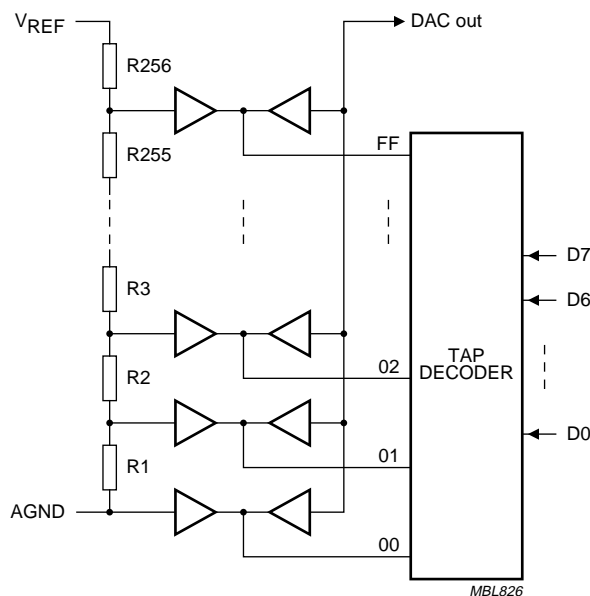 VREF
DAC out
R256
FF
R255
D7
R3
D6
02
TAP
DECODER
R2
D0
01
R1
AGND
00
MBL826